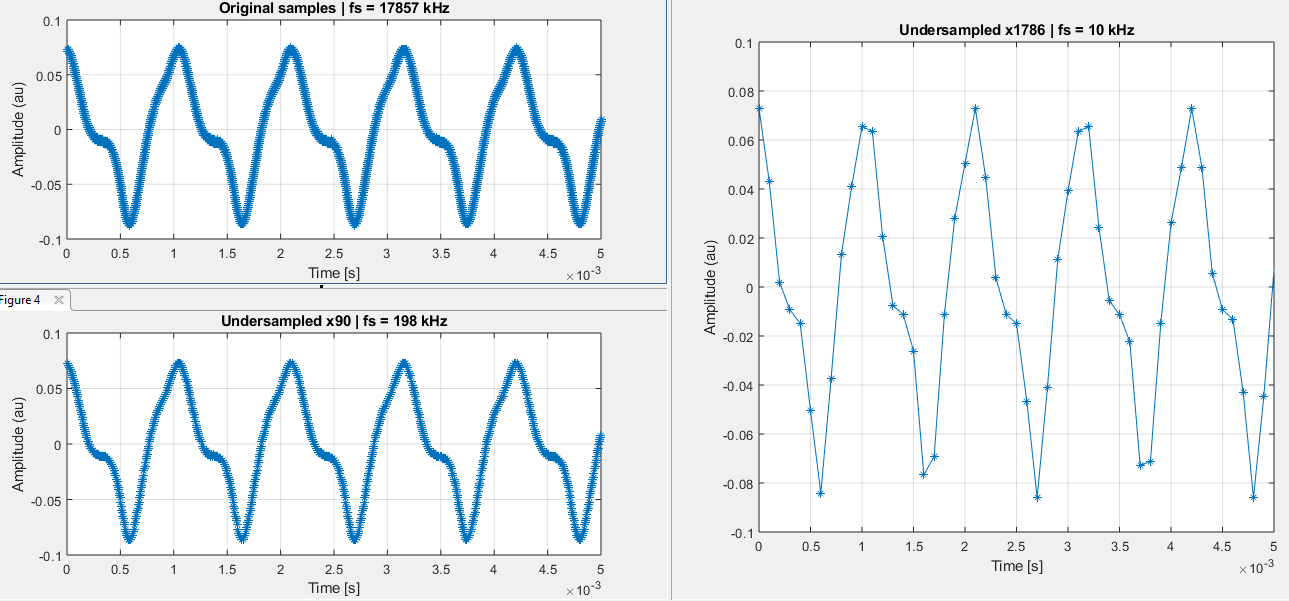 Original samples | fs = 17857 kHz
0.1
0.05
0
-0.05
-0.1
Amplitude (au)
0 0.5 1 1.5 2 2.5 3 3.5 4 4.5 5
Time [s]
×10-3
Figure 4
Undersampled x90 | fs = 198 kHz
0.1
0.05
0
-0.05
-0.1
Amplitude (au)
0 0.5 1 1.5 2 2.5 3 3.5 4 4.5 5
Time [s]
×10-3
Undersampled x1786 | fs = 10 kHz
0.1
0.08
0.06
0.04
0.02
0
-0.02
-0.04
-0.06
-0.08
-0.1
Amplitude (au)
0 0.5 1 1.5 2 2.5 3 3.5 4 4.5 5
Time [s]
×10-3